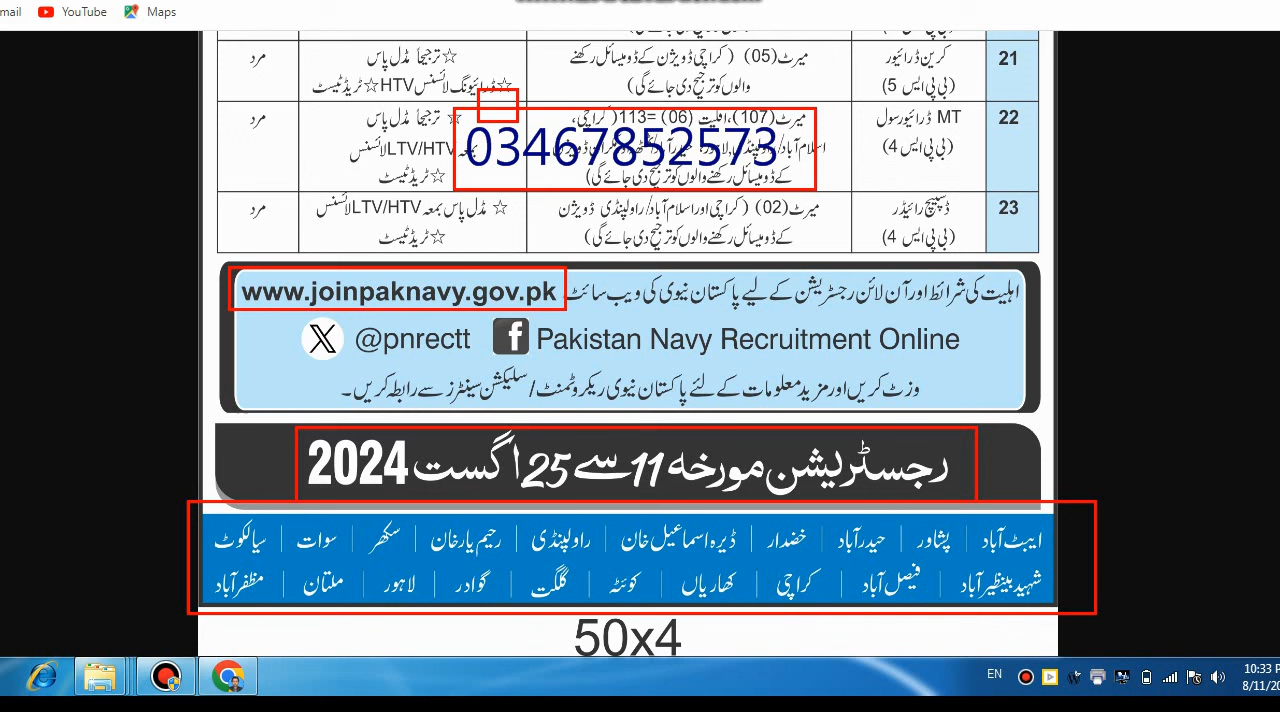 mail YouTube Maps
21 کرین ڈرائیور میرٹ (05) (کراچی ڈویژن کے ڈومیسائل رکھنے ☆ ترجیحاً مڈل پاس مرد
(بی پی ایس 5) والوں کو ترجیح دی جائے گی) ☆ ڈرائیونگ لائسنس HTV ☆ ٹریڈ ٹیسٹ
22 MT ڈرائیور سول میرٹ (107)، اقلیت (06) =113 (کراچی، ☆ ترجیحاً مڈل پاس مرد
(بی پی ایس 4) اسلام آباد/راولپنڈی، لاہور، حیدرآباد/ ڈویژن بمعہ LTV/HTV لائسنس
03467852573
کے ڈومیسائل رکھنے والوں کو ترجیح دی جائے گی) ☆ ٹریڈ ٹیسٹ
23 ڈسپیچ رائیڈر میرٹ (02) (کراچی اور اسلام آباد/راولپنڈی ڈویژن ☆ مڈل پاس بمعہ LTV/HTV لائسنس مرد
(بی پی ایس 4) کے ڈومیسائل رکھنے والوں کو ترجیح دی جائے گی) ☆ ٹریڈ ٹیسٹ
اہلیت کی شرائط اور آن لائن رجسٹریشن کے لیے پاکستان نیوی کی ویب سائٹ www.joinpaknavy.gov.pk
@pnrectt Pakistan Navy Recruitment Online
وزٹ کریں اور مزید معلومات کے لئے پاکستان نیوی ریکروٹمنٹ/سلیکشن سینٹرز سے رابطہ کریں۔
رجسٹریشن مورخہ 11 سے 25 اگست 2024
ایبٹ آباد | پشاور | حیدرآباد | خضدار | ڈیرہ اسماعیل خان | راولپنڈی | رحیم یار خان | سکھر | سوات | سیالکوٹ
شہید بینظیر آباد | فیصل آباد | کراچی | کھاریاں | کوئٹہ | گلگت | گوادر | لاہور | ملتان | مظفرآباد
50x4
EN
10:33 P
8/11/20